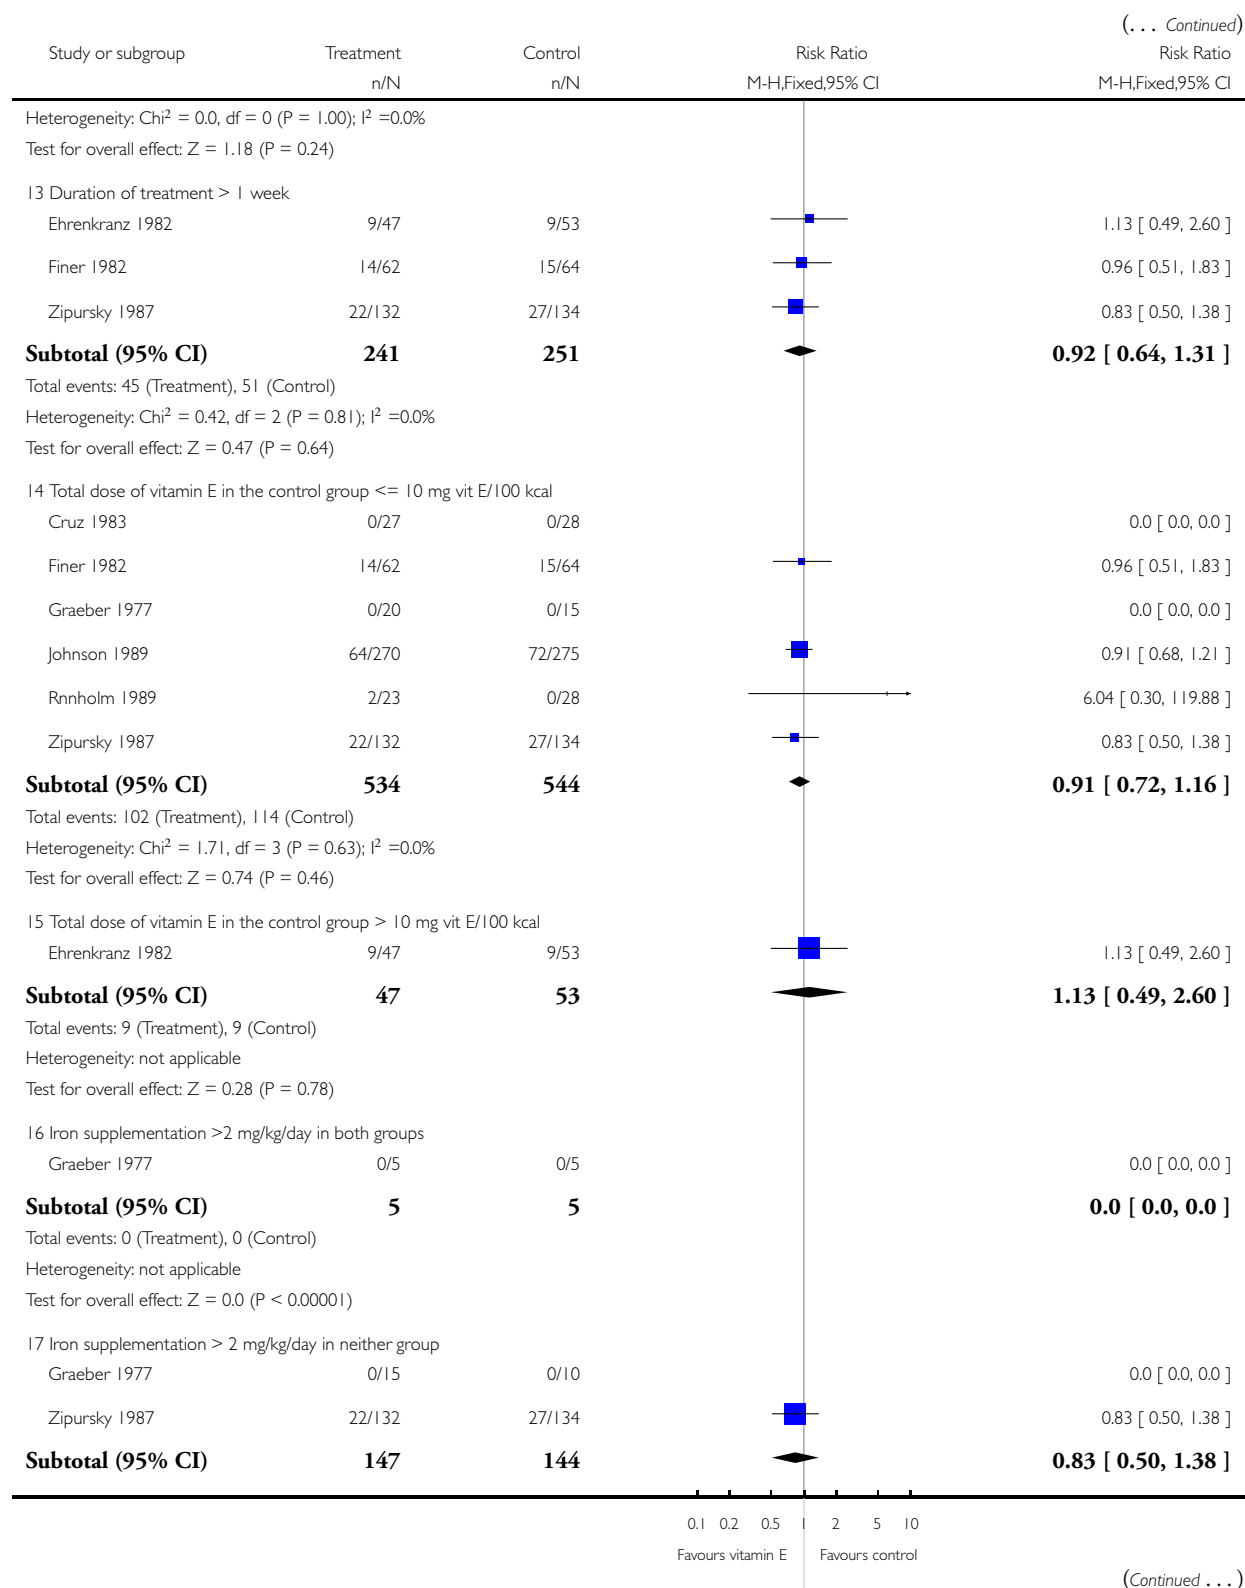 (... Continued)
Study or subgroup Treatment Control Risk Ratio Risk Ratio
n/N n/N M-H,Fixed,95% CI M-H,Fixed,95% CI
Heterogeneity: Chi² = 0.0, df = 0 (P = 1.00); I² =0.0%
Test for overall effect: Z = 1.18 (P = 0.24)
13 Duration of treatment > 1 week
Ehrenkranz 1982 9/47 9/53 1.13 [ 0.49, 2.60 ]
Finer 1982 14/62 15/64 0.96 [ 0.51, 1.83 ]
Zipursky 1987 22/132 27/134 0.83 [ 0.50, 1.38 ]
Subtotal (95% CI) 241 251 0.92 [ 0.64, 1.31 ]
Total events: 45 (Treatment), 51 (Control)
Heterogeneity: Chi² = 0.42, df = 2 (P = 0.81); I² =0.0%
Test for overall effect: Z = 0.47 (P = 0.64)
14 Total dose of vitamin E in the control group <= 10 mg vit E/100 kcal
Cruz 1983 0/27 0/28 0.0 [ 0.0, 0.0 ]
Finer 1982 14/62 15/64 0.96 [ 0.51, 1.83 ]
Graeber 1977 0/20 0/15 0.0 [ 0.0, 0.0 ]
Johnson 1989 64/270 72/275 0.91 [ 0.68, 1.21 ]
Rnnholm 1989 2/23 0/28 6.04 [ 0.30, 119.88 ]
Zipursky 1987 22/132 27/134 0.83 [ 0.50, 1.38 ]
Subtotal (95% CI) 534 544 0.91 [ 0.72, 1.16 ]
Total events: 102 (Treatment), 114 (Control)
Heterogeneity: Chi² = 1.71, df = 3 (P = 0.63); I² =0.0%
Test for overall effect: Z = 0.74 (P = 0.46)
15 Total dose of vitamin E in the control group > 10 mg vit E/100 kcal
Ehrenkranz 1982 9/47 9/53 1.13 [ 0.49, 2.60 ]
Subtotal (95% CI) 47 53 1.13 [ 0.49, 2.60 ]
Total events: 9 (Treatment), 9 (Control)
Heterogeneity: not applicable
Test for overall effect: Z = 0.28 (P = 0.78)
16 Iron supplementation >2 mg/kg/day in both groups
Graeber 1977 0/5 0/5 0.0 [ 0.0, 0.0 ]
Subtotal (95% CI) 5 5 0.0 [ 0.0, 0.0 ]
Total events: 0 (Treatment), 0 (Control)
Heterogeneity: not applicable
Test for overall effect: Z = 0.0 (P < 0.00001)
17 Iron supplementation > 2 mg/kg/day in neither group
Graeber 1977 0/15 0/10 0.0 [ 0.0, 0.0 ]
Zipursky 1987 22/132 27/134 0.83 [ 0.50, 1.38 ]
Subtotal (95% CI) 147 144 0.83 [ 0.50, 1.38 ]
0.1 0.2 0.5 1 2 5 10
Favours vitamin E Favours control
(Continued ...)